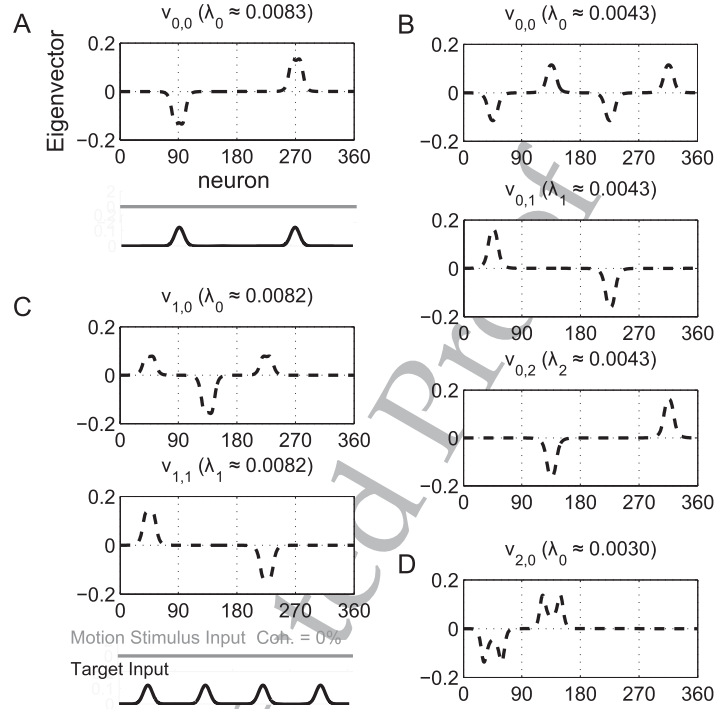 A
v0,0 (λ0 ≈ 0.0083)
Eigenvector
0.2
0
−0.2
0 90 180 270 360
neuron
C
v1,0 (λ0 ≈ 0.0082)
0.2
0
−0.2
0 90 180 270 360
v1,1 (λ1 ≈ 0.0082)
0.2
0
−0.2
0 90 180 270 360
Motion Stimulus Input Coh. = 0%
Target Input
B
v0,0 (λ0 ≈ 0.0043)
0.2
0
−0.2
0 90 180 270 360
v0,1 (λ1 ≈ 0.0043)
0.2
0
−0.2
0 90 180 270 360
v0,2 (λ2 ≈ 0.0043)
0.2
0
−0.2
0 90 180 270 360
D
v2,0 (λ0 ≈ 0.0030)
0.2
0
−0.2
0 90 180 270 360